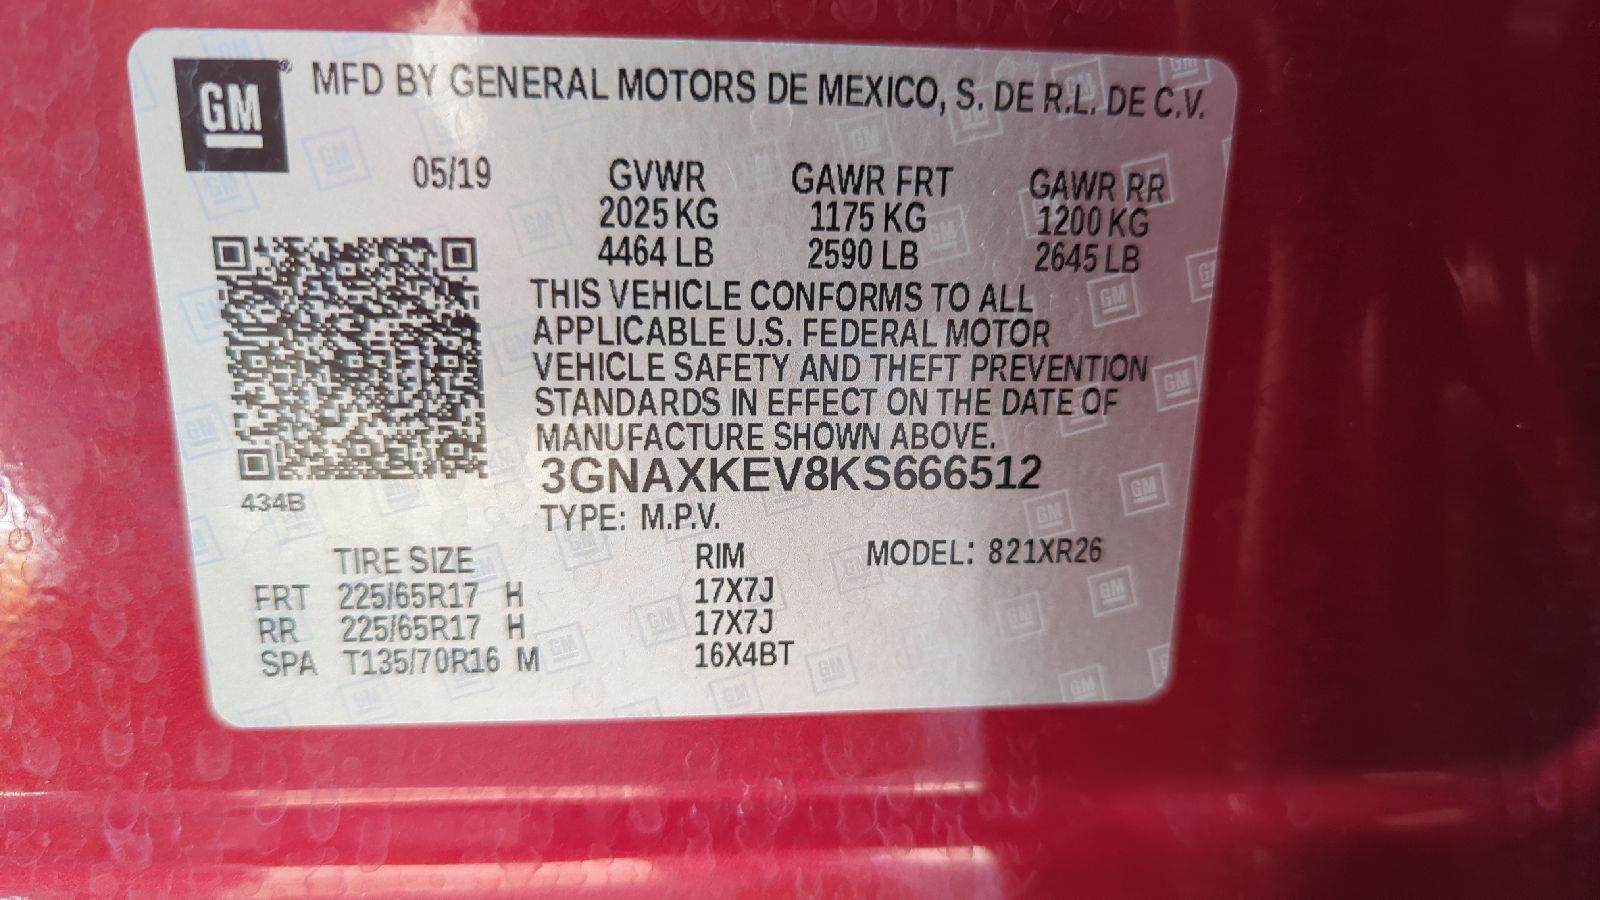 GM
MFD BY GENERAL MOTORS DE MEXICO, S. DE R.L. DE C.V.
05/19 GVWR GAWR FRT GAWR RR
2025 KG 1175 KG 1200 KG
4464 LB 2590 LB 2645 LB
THIS VEHICLE CONFORMS TO ALL
APPLICABLE U.S. FEDERAL MOTOR
VEHICLE SAFETY AND THEFT PREVENTION
STANDARDS IN EFFECT ON THE DATE OF
MANUFACTURE SHOWN ABOVE.
3GNAXKEV8KS666512
434B
TYPE: M.P.V.
TIRE SIZE RIM MODEL: 821XR26
FRT 225/65R17 H 17X7J
RR 225/65R17 H 17X7J
SPA T135/70R16 M 16X4BT